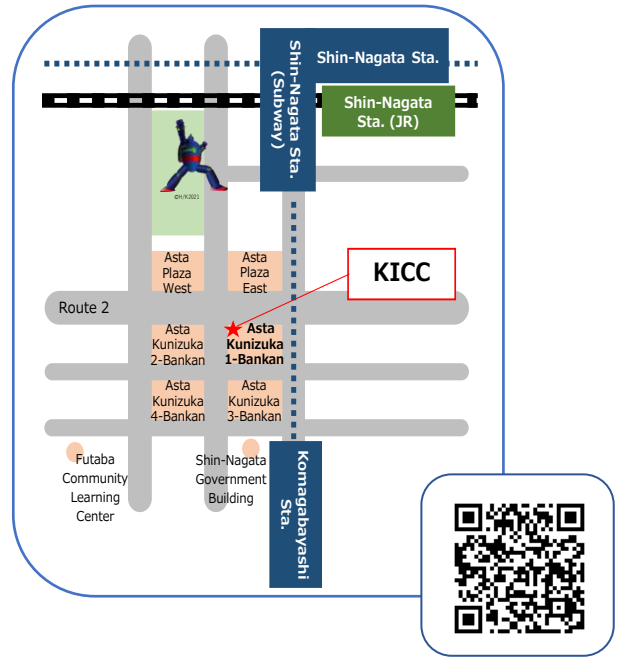 Shin-Nagata Sta.
Shin-Nagata Sta.
(Subway)
Shin-Nagata
Sta. (JR)
©H/K2021
Asta
Plaza
West
Asta
Plaza
East
KICC
Route 2
Asta
Kunizuka
2-Bankan
Asta
Kunizuka
1-Bankan
Asta
Kunizuka
4-Bankan
Asta
Kunizuka
3-Bankan
Futaba
Community
Learning
Center
Shin-Nagata
Government
Building
Komagabayashi
Sta.